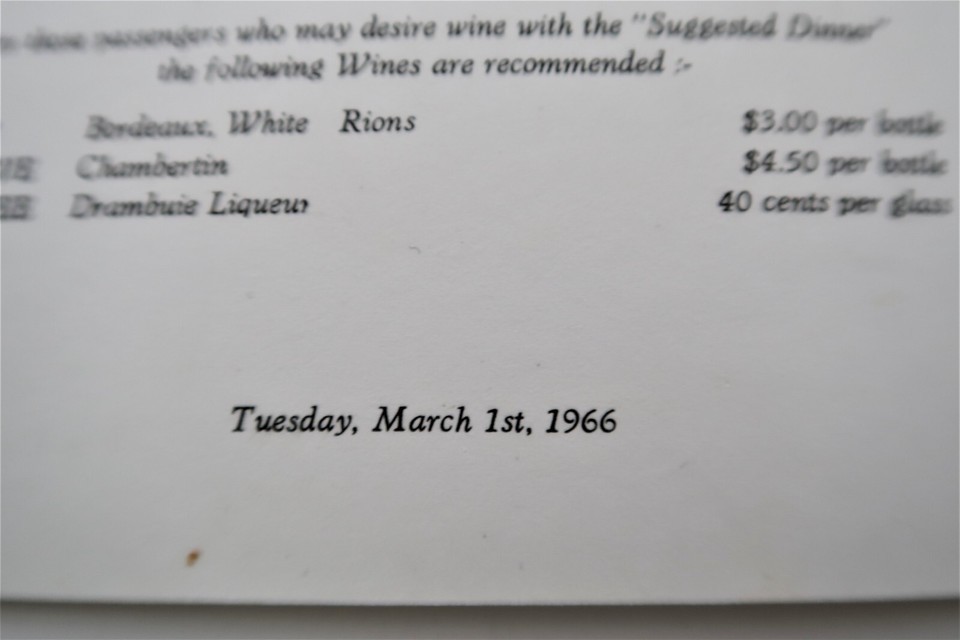 those passengers who may desire wine with the "Suggested Dinner"
the following Wines are recommended :-
Bordeaux, White Rions $3.00 per bottle
Chambertin $4.50 per bottle
Drambuie Liqueur 40 cents per glass
Tuesday, March 1st, 1966